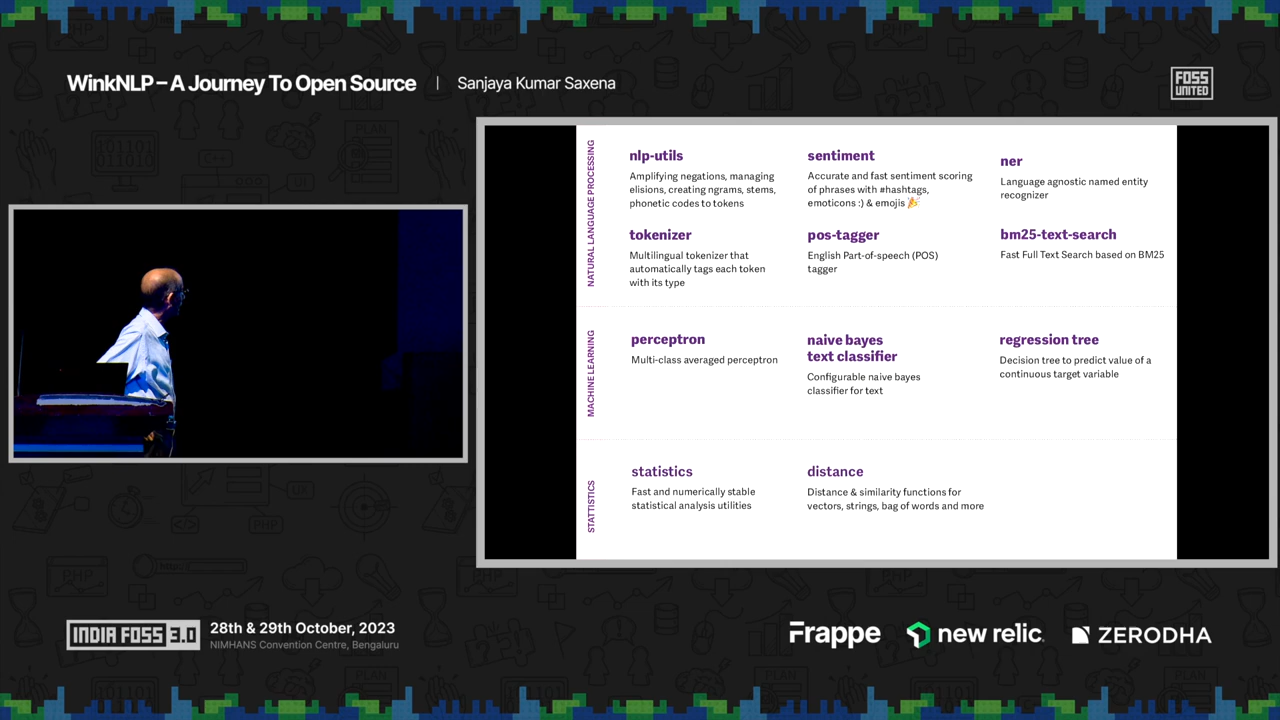 WinkNLP – A Journey To Open Source | Sanjaya Kumar Saxena
FOSS
UNITED
NATURAL LANGUAGE PROCESSING
nlp-utils
Amplifying negations, managing
elisions, creating ngrams, stems,
phonetic codes to tokens
sentiment
Accurate and fast sentiment scoring
of phrases with #hashtags,
emoticons :) & emojis 🎉
ner
Language agnostic named entity
recognizer
tokenizer
Multilingual tokenizer that
automatically tags each token
with its type
pos-tagger
English Part-of-speech (POS)
tagger
bm25-text-search
Fast Full Text Search based on BM25
MACHINE LEARNING
perceptron
Multi-class averaged perceptron
naive bayes
text classifier
Configurable naive bayes
classifier for text
regression tree
Decision tree to predict value of a
continuous target variable
STATTISTICS
statistics
Fast and numerically stable
statistical analysis utilities
distance
Distance & similarity functions for
vectors, strings, bag of words and more
INDIA FOSS 3.0
28th & 29th October, 2023
NIMHANS Convention Centre, Bengaluru
Frappe
new relic
ZERODHA
PHP
PLAN
C++
UI
UX